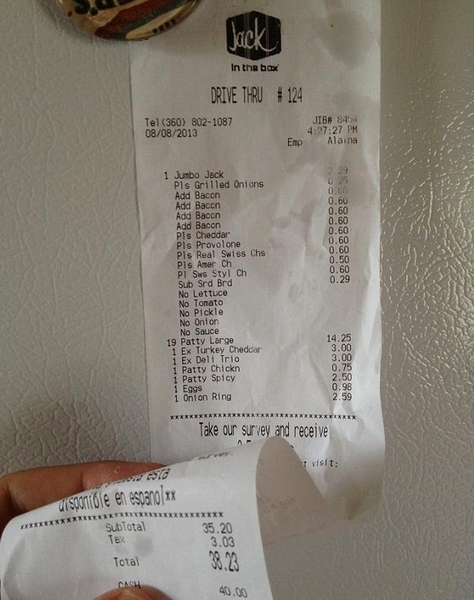 Jack
in the box
DRIVE THRU # 124
Tel(360) 802-1087 JIB# 8454
08/08/2013 4:27:27 PM
Emp Alaina
1 Jumbo Jack 2.29
Pls Grilled Onions 0.25
Add Bacon 0.60
Add Bacon 0.60
Add Bacon 0.60
Add Bacon 0.60
Pls Cheddar 0.60
Pls Provolone 0.60
Pls Real Swiss Chs 0.60
Pls Amer Ch 0.50
Pl Sws Styl Ch 0.60
Sub Srd Brd 0.29
No Lettuce
No Tomato
No Pickle
No Onion
No Sauce
19 Patty Large 14.25
1 Ex Turkey Cheddar 3.00
1 Ex Deli Trio 3.00
1 Patty Chickn 0.75
1 Patty Spicy 2.50
1 Eggs 0.98
1 Onion Ring 2.59
***********************************
Take our survey and receive
visit:
esta
disponible en espanol**
***********************************
SubTotal 35.20
Tax 3.03
Total 38.23
CASH 40.00